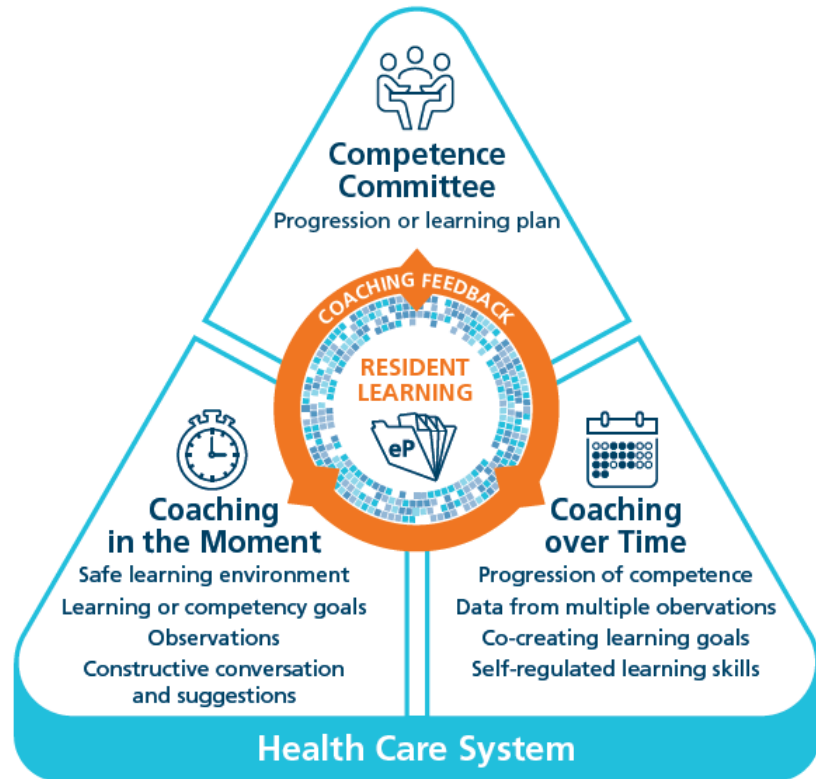 Competence
Committee
Progression or learning plan
COACHING FEEDBACK
RESIDENT
LEARNING
eP
Coaching
in the Moment
Safe learning environment
Learning or competency goals
Observations
Constructive conversation
and suggestions
Coaching
over Time
Progression of competence
Data from multiple obervations
Co-creating learning goals
Self-regulated learning skills
Health Care System